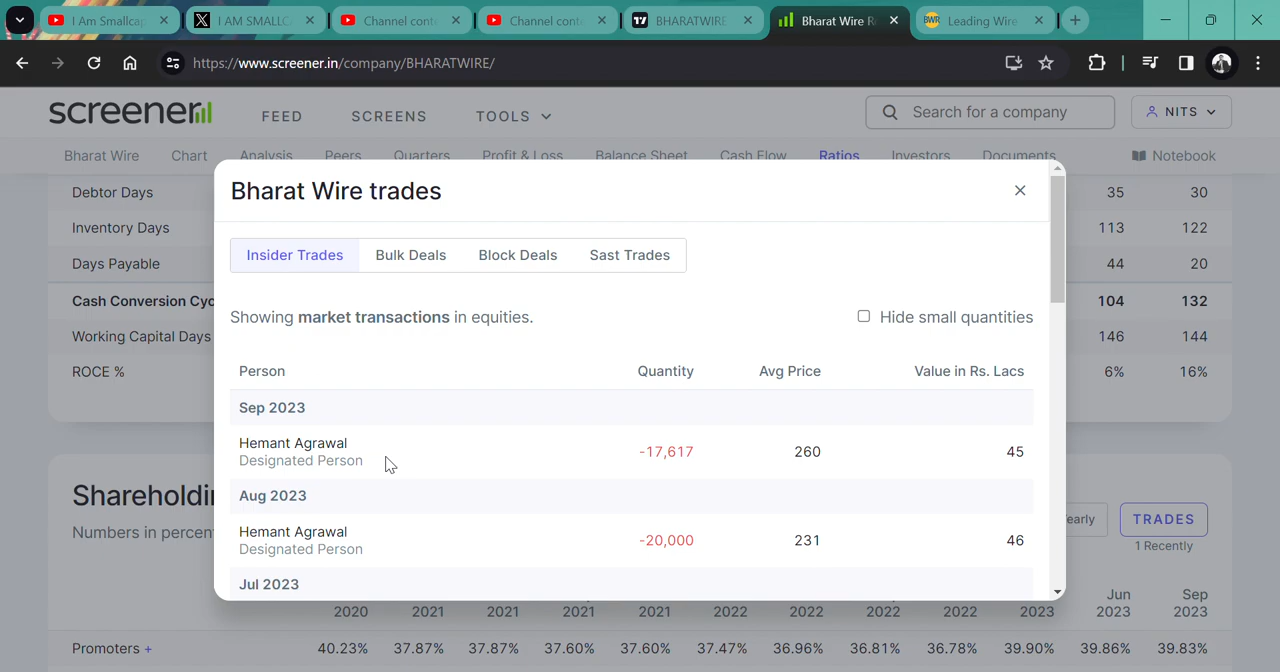 I Am Smallcap
I AM SMALLC
Channel cont
Channel cont
BHARATWIRE
Bharat Wire R
BWR Leading Wire
https://www.screener.in/company/BHARATWIRE/
screener
FEED
SCREENS
TOOLS
Search for a company
NITS
Bharat Wire
Chart
Analysis
Peers
Quarters
Profit & Loss
Balance Sheet
Cash Flow
Ratios
Investors
Documents
Notebook
Debtor Days 35 30
Inventory Days 113 122
Days Payable 44 20
Cash Conversion Cyc 104 132
Working Capital Days 146 144
ROCE % 6% 16%
Bharat Wire trades
Insider Trades
Bulk Deals
Block Deals
Sast Trades
Showing market transactions in equities.
Hide small quantities
Person Quantity Avg Price Value in Rs. Lacs
Sep 2023
Hemant Agrawal
Designated Person
-17,617 260 45
Aug 2023
Hemant Agrawal
Designated Person
-20,000 231 46
Jul 2023
Shareholdi
Numbers in percent
early
TRADES
1 Recently
Jun Sep
2020 2021 2021 2021 2021 2022 2022 2022 2022 2023 2023 2023
Promoters + 40.23% 37.87% 37.87% 37.60% 37.60% 37.47% 36.96% 36.81% 36.78% 39.90% 39.86% 39.83%